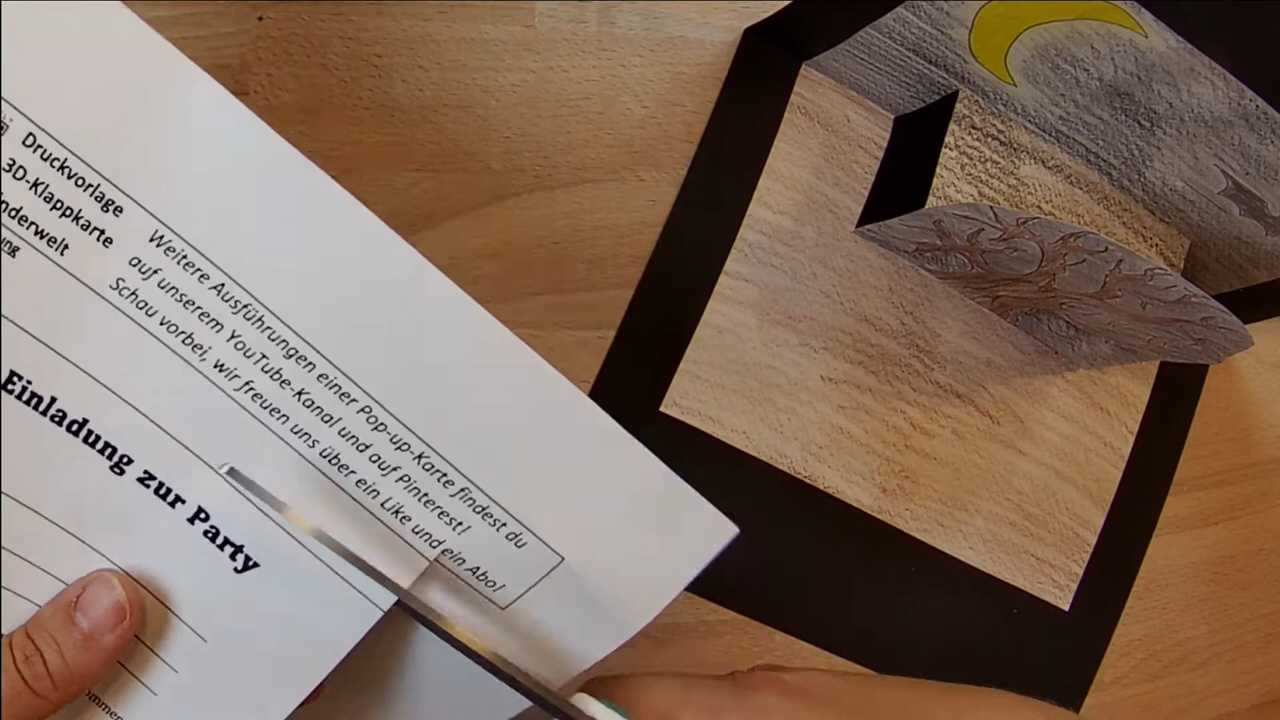 Druckvorlage
3D-Klappkarte
Weitere Ausführungen einer Pop-up-Karte findest du
auf unserem YouTube-Kanal und auf Pinterest!
Schau vorbei, wir freuen uns über ein Like und ein Abo!
Einladung zur Party